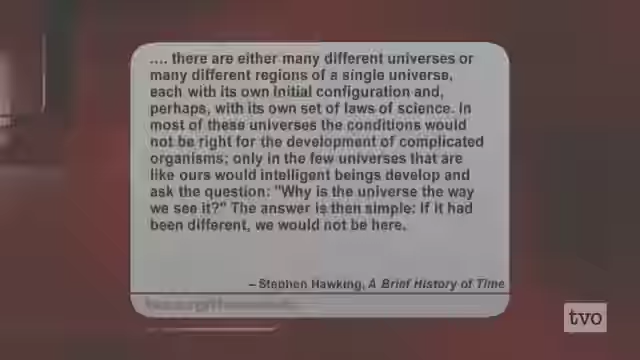 .... there are either many different universes or
many different regions of a single universe,
each with its own initial configuration and,
perhaps, with its own set of laws of science. In
most of these universes the conditions would
not be right for the development of complicated
organisms; only in the few universes that are
like ours would intelligent beings develop and
ask the question: "Why is the universe the way
we see it?" The answer is then simple: If it had
been different, we would not be here.
– Stephen Hawking, A Brief History of Time
tvo